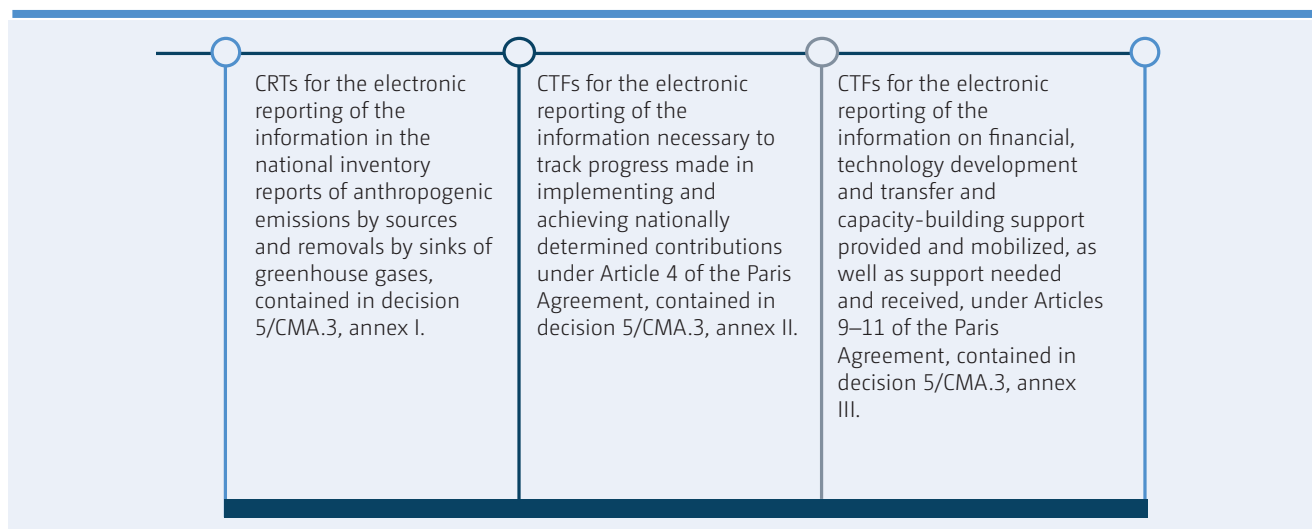 CRTs for the electronic
reporting of the
information in the
national inventory
reports of anthropogenic
emissions by sources
and removals by sinks of
greenhouse gases,
contained in decision
5/CMA.3, annex I.
CTFs for the electronic
reporting of the
information necessary to
track progress made in
implementing and
achieving nationally
determined contributions
under Article 4 of the Paris
Agreement, contained in
decision 5/CMA.3, annex II.
CTFs for the electronic
reporting of the
information on financial,
technology development
and transfer and
capacity-building support
provided and mobilized, as
well as support needed
and received, under Articles
9–11 of the Paris
Agreement, contained in
decision 5/CMA.3, annex
III.